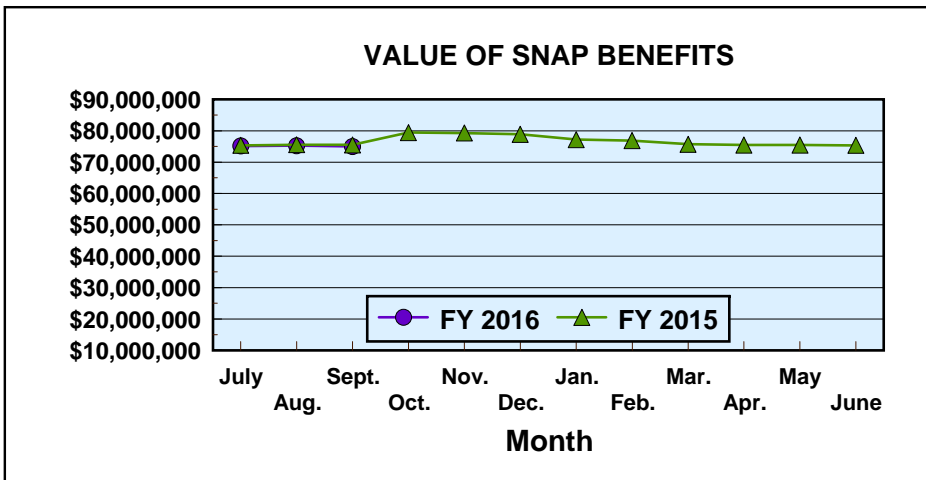 VALUE OF SNAP BENEFITS
$90,000,000
$80,000,000
$70,000,000
$60,000,000
$50,000,000
$40,000,000
$30,000,000
$20,000,000
$10,000,000
FY 2016 FY 2015
July Sept. Nov. Jan. Mar. May
Aug. Oct. Dec. Feb. Apr. June
Month